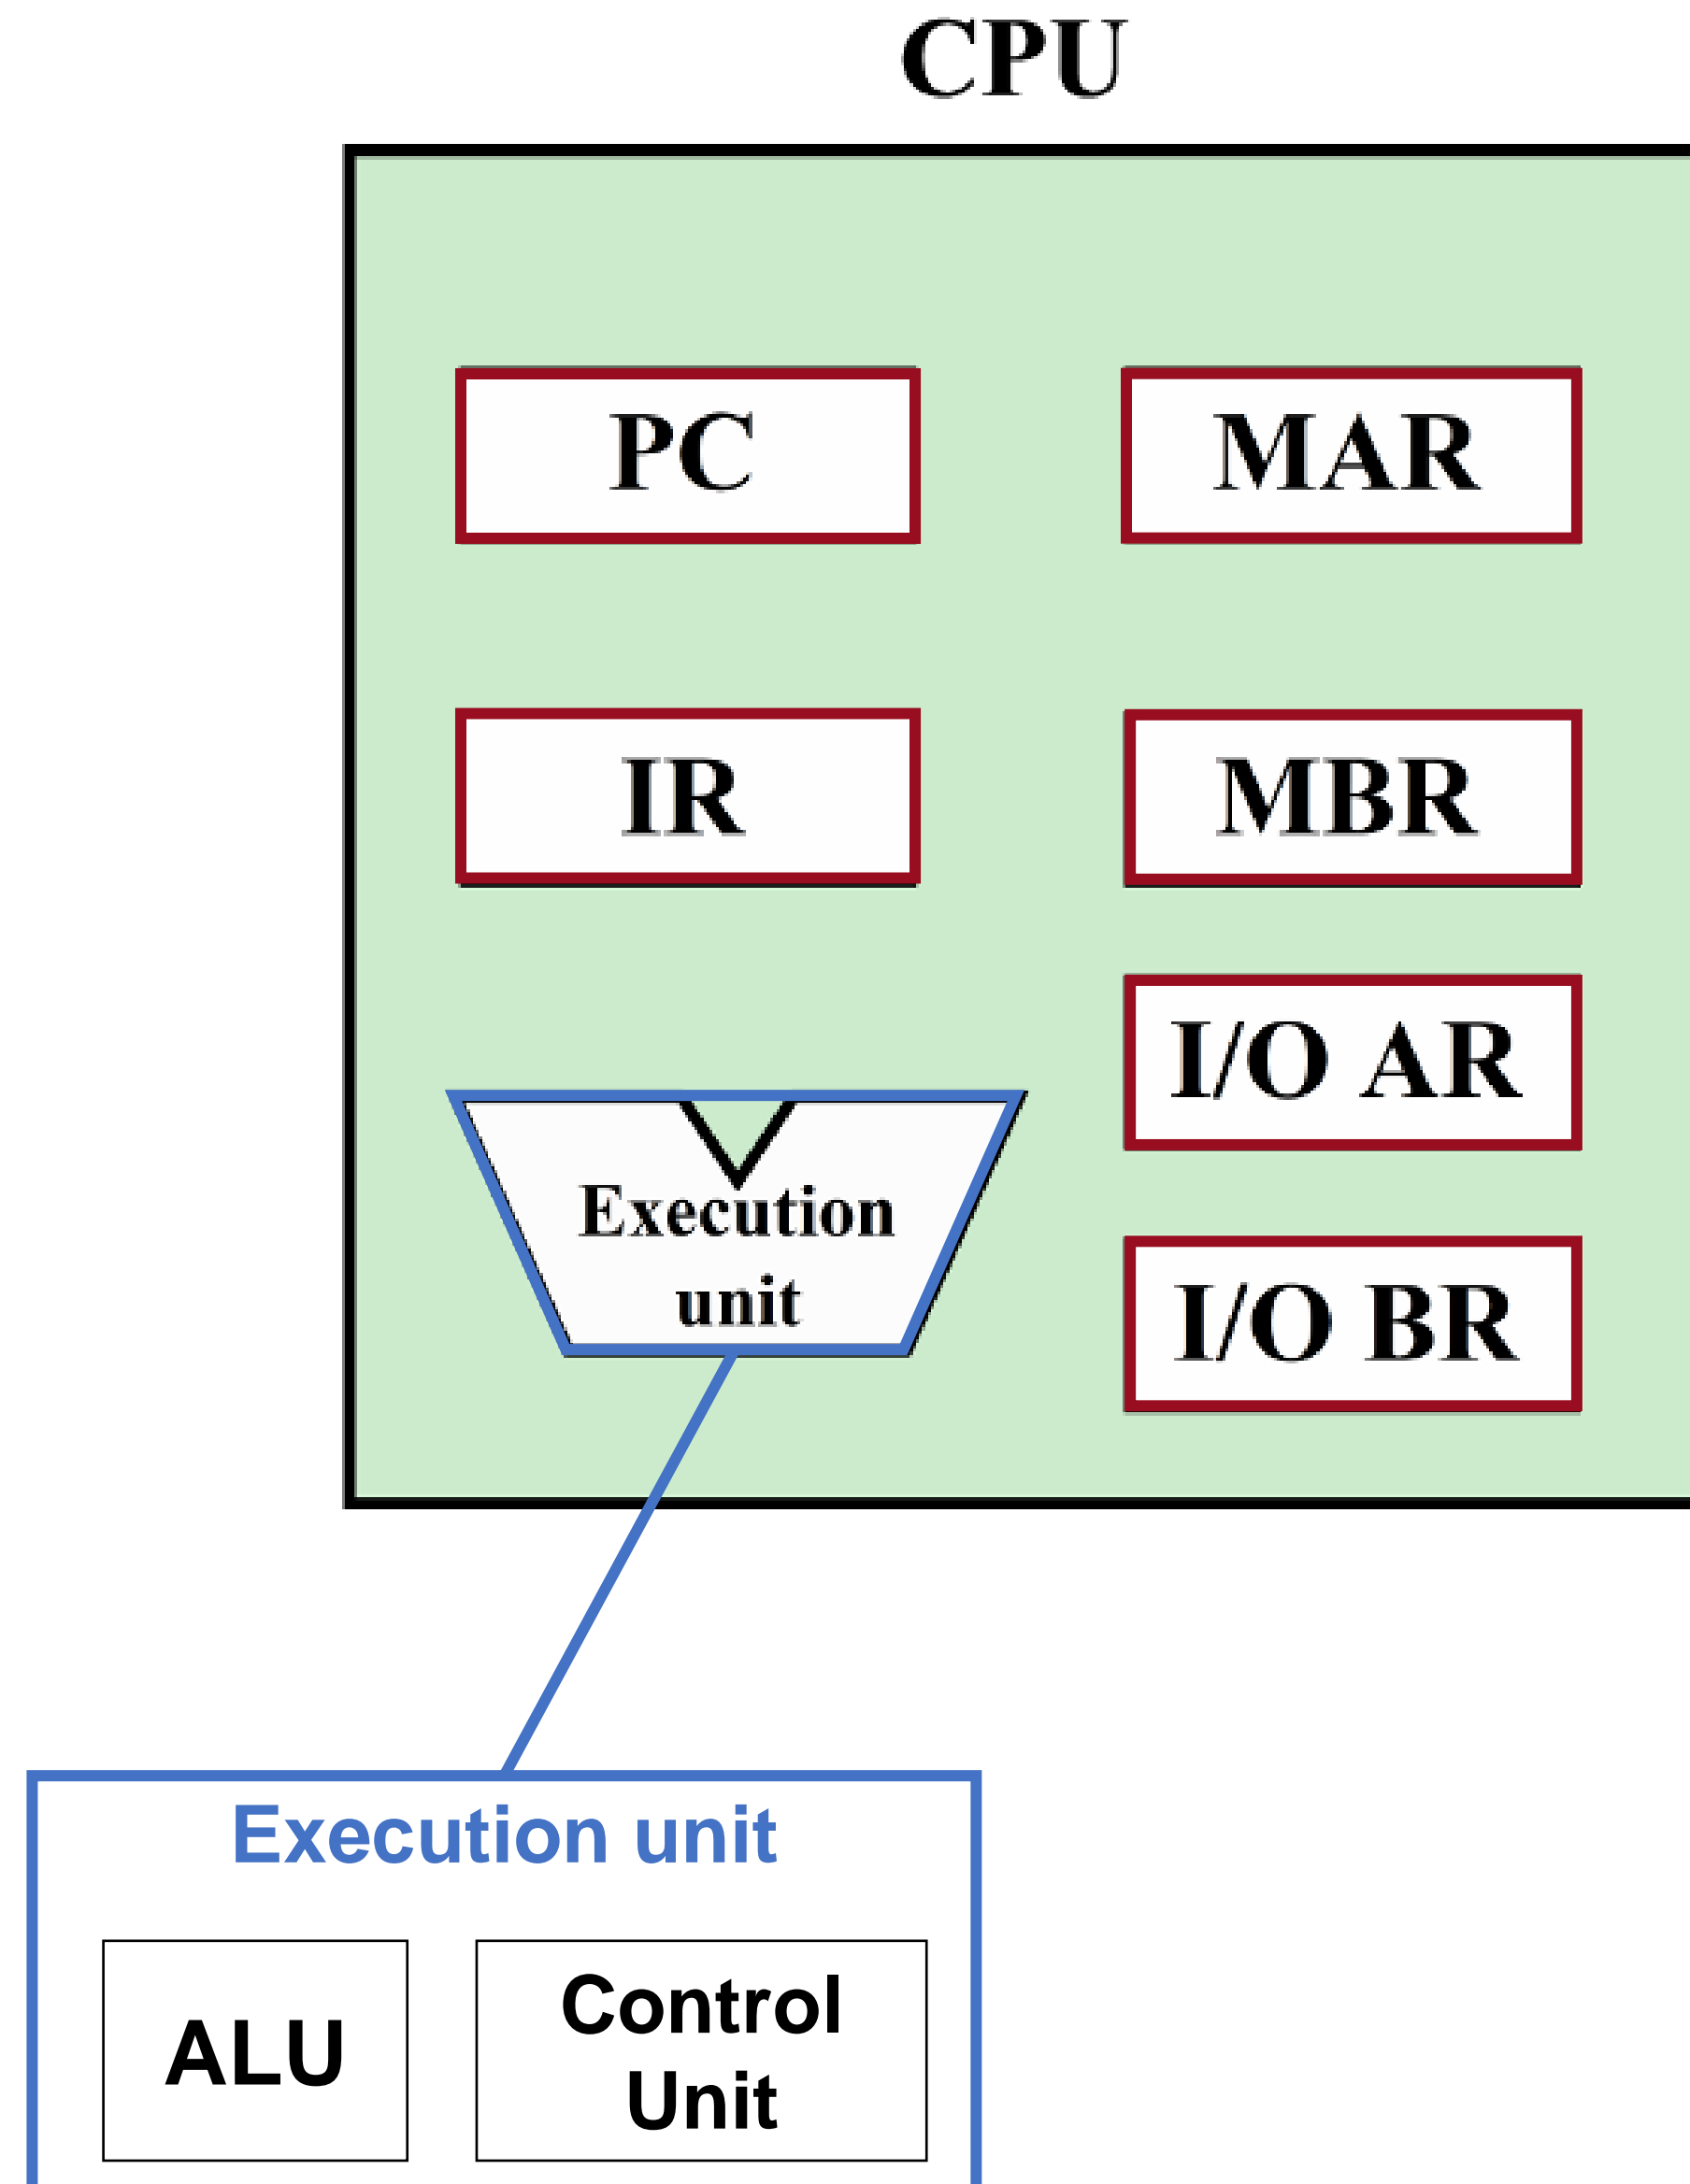 CPU
PC
MAR
IR
MBR
I/O AR
Execution
unit
I/O BR
Execution unit
ALU
Control
Unit